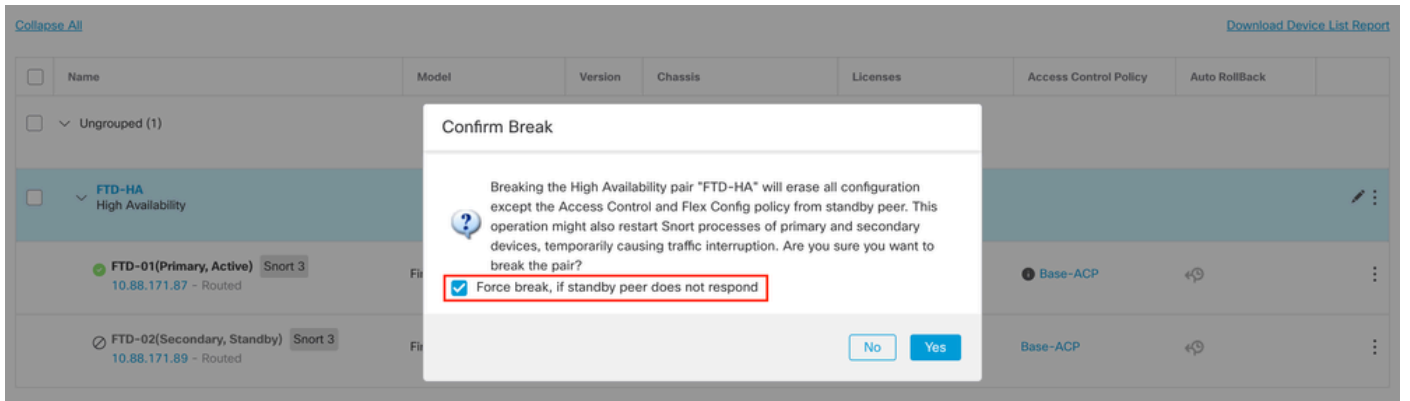 Collapse All
Download Device List Report
Name
Model
Version
Chassis
Licenses
Access Control Policy
Auto RollBack
Ungrouped (1)
Confirm Break
Breaking the High Availability pair "FTD-HA" will erase all configuration
except the Access Control and Flex Config policy from standby peer. This
operation might also restart Snort processes of primary and secondary
devices, temporarily causing traffic interruption. Are you sure you want to
break the pair?
Force break, if standby peer does not respond
No
Yes
FTD-HA
High Availability
FTD-01(Primary, Active) Snort 3
10.88.171.87 - Routed
Base-ACP
FTD-02(Secondary, Standby) Snort 3
10.88.171.89 - Routed
Base-ACP